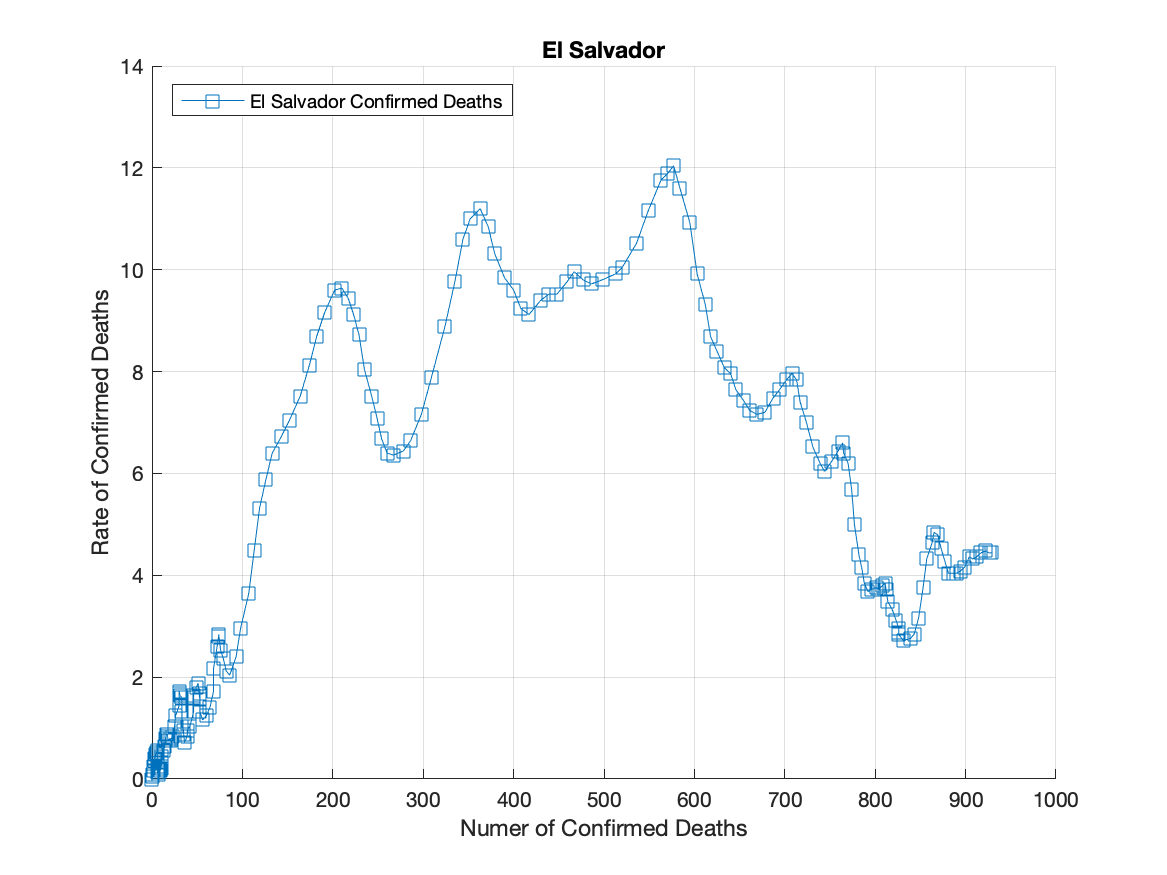 El Salvador
El Salvador Confirmed Deaths
Rate of Confirmed Deaths
14
12
10
8
6
4
2
0
0 100 200 300 400 500 600 700 800 900 1000
Numer of Confirmed Deaths